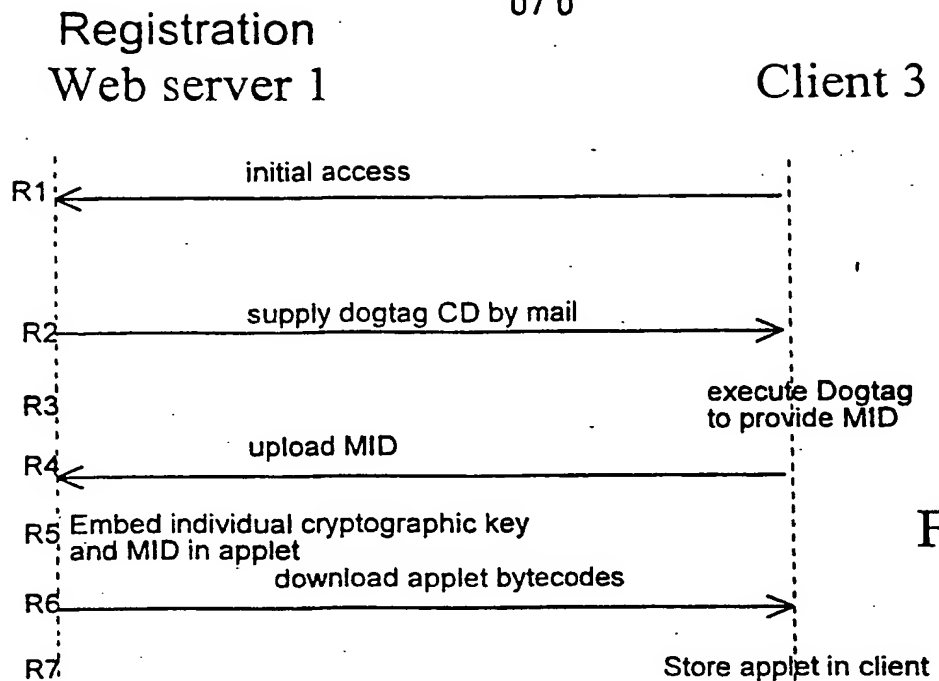 Registration
Web server 1
Client 3
R1
initial access
R2
supply dogtag CD by mail
R3
execute Dogtag
to provide MID
R4
upload MID
R5
Embed individual cryptographic key
and MID in applet
R6
download applet bytecodes
R7
Store applet in client